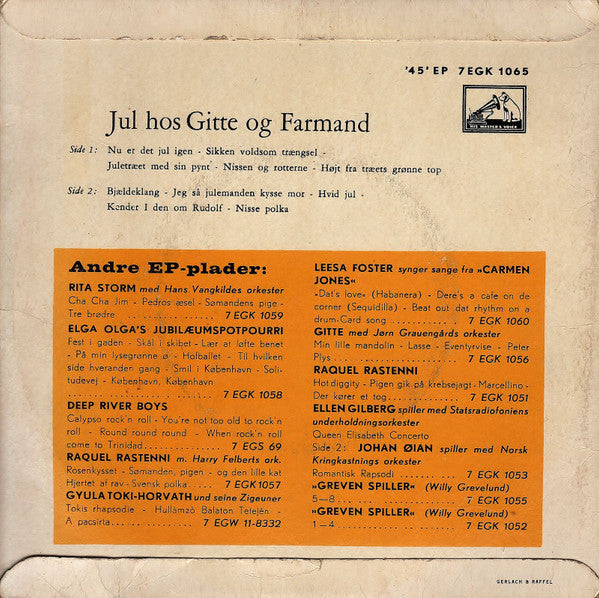 '45' EP 7EGK 1065
HIS MASTER'S VOICE
Jul hos Gitte og Farmand
Side 1: Nu er det jul igen - Sikken voldsom trængsel -
Juletræet med sin pynt - Nissen og rotterne - Højt fra træets grønne top
Side 2: Bjældeklang - Jeg så julemanden kysse mor - Hvid jul -
Kender I den om Rudolf - Nisse polka
Andre EP-plader:
RITA STORM med Hans Vangkildes orkester
Cha Cha Jim - Pedros æsel - Sømandens pige -
Tre brødre ................ 7 EGK 1059
ELGA OLGA'S JUBILÆUMSPOTPOURRI
Fest i gaden - Skål i skibet - Lær at løfte benet
- På min lysegrønne ø - Hofballet - Til hvilken
side hveranden gang - Smil i København - Soli-
tudevej - København, København
................ 7 EGK 1058
DEEP RIVER BOYS
Calypso rock'n roll - You're not too old to rock'n
roll - Round round round - When rock'n roll
come to Trinidad ............ 7 EGS 69
RAQUEL RASTENNI m. Harry Felberts ork.
Rosenkysset - Sømanden, pigen - og den lille kat
Hjertet af rav - Svensk polka .... 7 EGK1057
GYULA TOKI-HORVATH und seine Zigeuner
Tokis rhapsodie - Hullàmzó Balaton Tetején -
A pacsirta .............. 7 EGW 11-8332
LEESA FOSTER synger sange fra »CARMEN
JONES«
»Dat's love« (Habanera) - Dere's a cafe on the
corner (Sequidilla) - Beat out dat rhythm on a
drum-Card song ............ 7 EGK 1060
GITTE med Jørn Grauengårds orkester
Min lille mandolin - Lasse - Eventyrvise - Peter
Plys .................... 7 EGK 1056
RAQUEL RASTENNI
Hot diggity - Pigen gik på krebsejagt - Marcellino -
Der kører et tog ............ 7 EGK 1051
ELLEN GILBERG spiller med Statsradiofoniens
underholdningsorkester
Queen Elisabeth Concerto
Side 2: JOHAN ØIAN spiller med Norsk
Kringkastnings orkester
Romantisk Rapsodi .......... 7 EGK 1053
»GREVEN SPILLER« (Willy Grevelund)
5—8 .................... 7 EGK 1055
»GREVEN SPILLER« (Willy Grevelund)
1—4 .................... 7 EGK 1052
GERLACH & RAFFEL